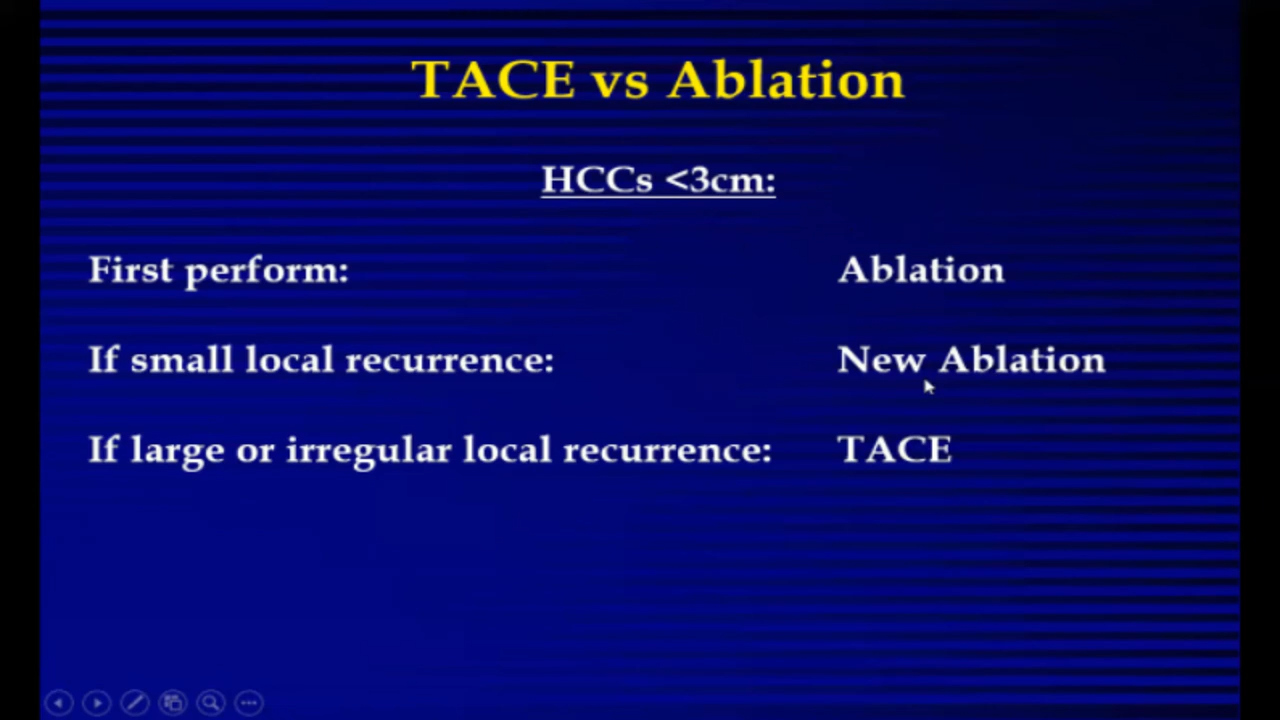 TACE vs Ablation
HCCs <3cm:
First perform: Ablation
If small local recurrence: New Ablation
If large or irregular local recurrence: TACE